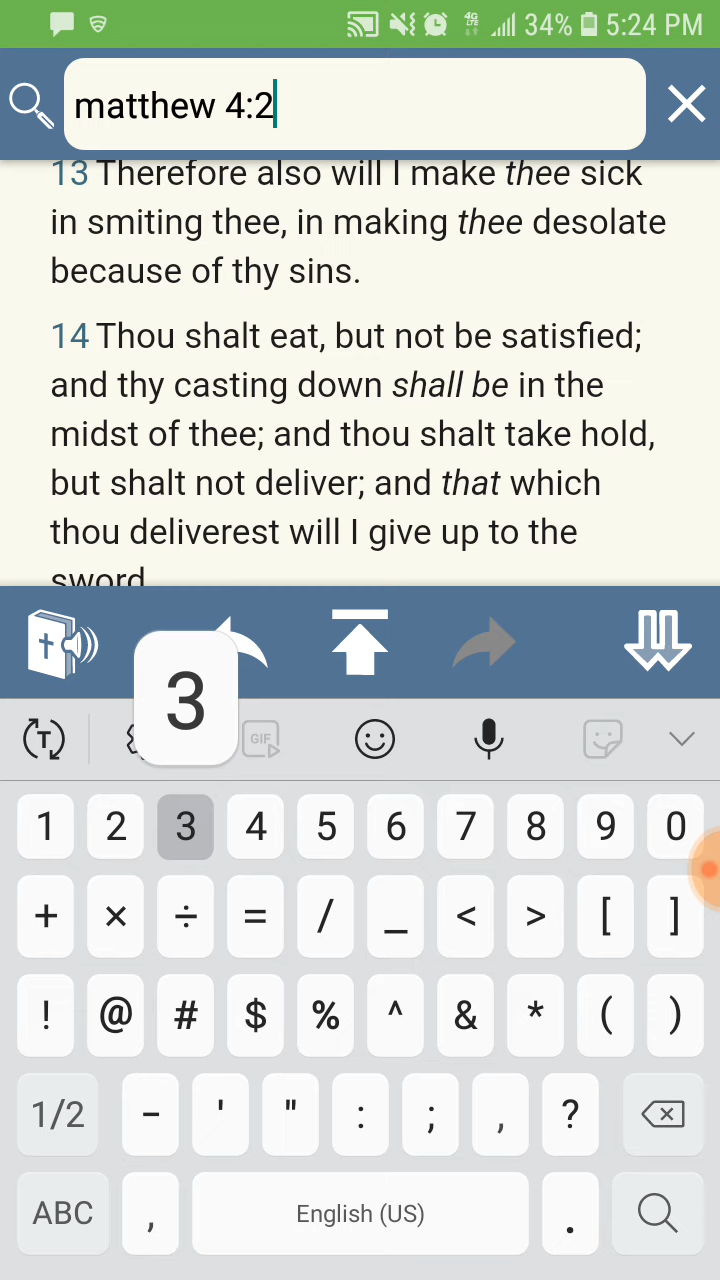 4G
LTE
34%
5:24 PM
matthew 4:2
13 Therefore also will I make thee sick
in smiting thee, in making thee desolate
because of thy sins.
14 Thou shalt eat, but not be satisfied;
and thy casting down shall be in the
midst of thee; and thou shalt take hold,
but shalt not deliver; and that which
thou deliverest will I give up to the
sword
3
T
GIF
1 2 3 4 5 6 7 8 9 0
+ × ÷ = / _ < > [ ]
! @ # $ % ^ & * ( )
1/2 - ' " : ; , ?
ABC , English (US) .